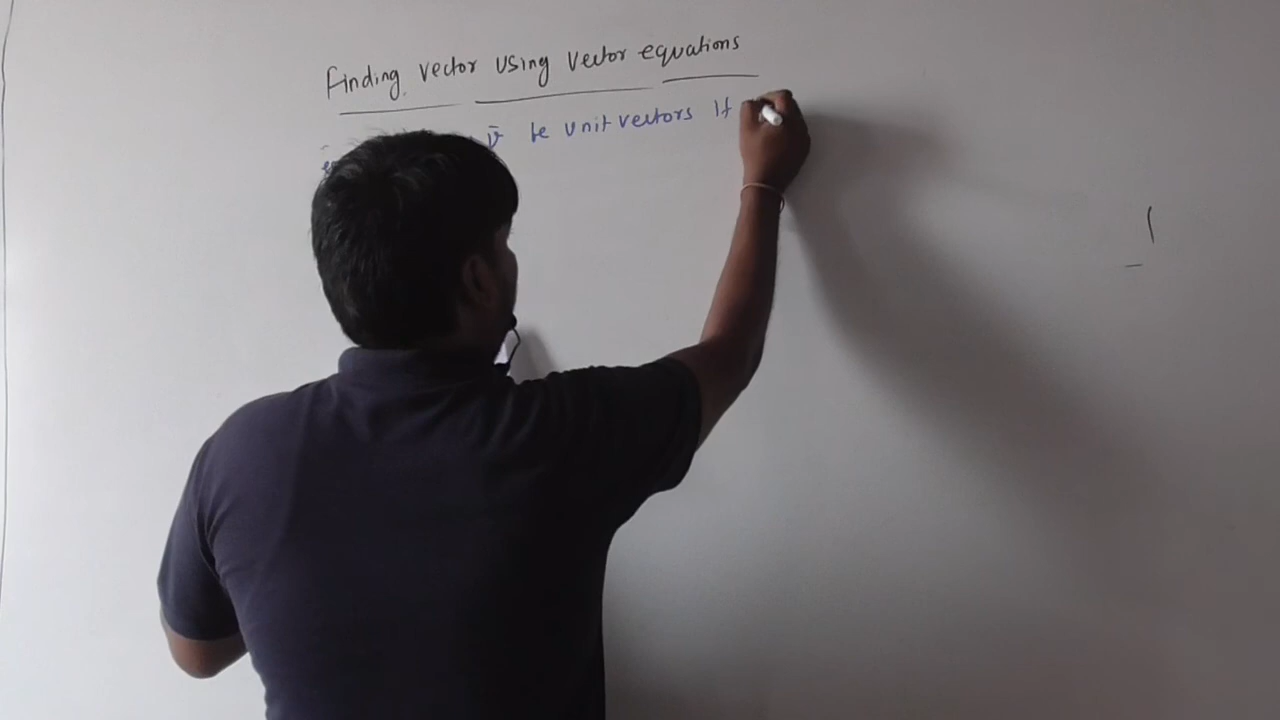 Finding vector using vector equations
v̄ be unit vectors If